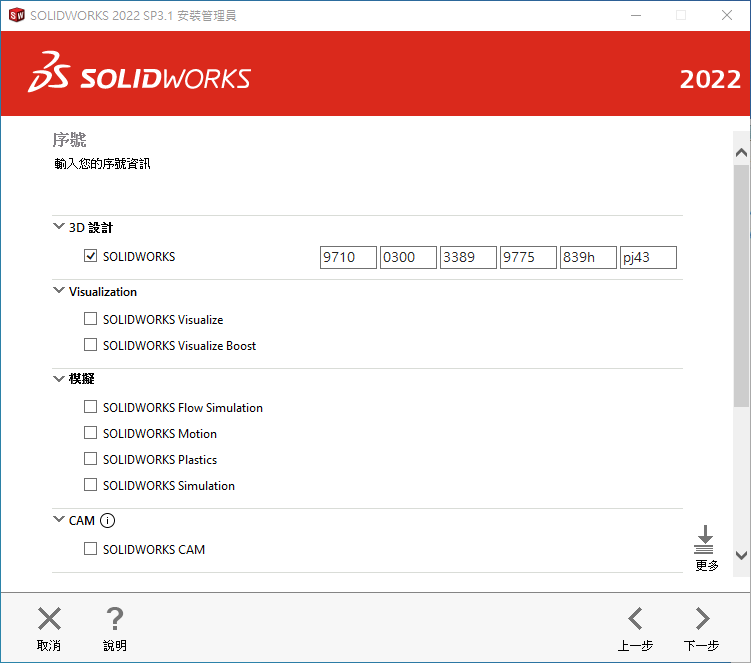 SOLIDWORKS 2022 SP3.1 安裝管理員
SOLIDWORKS
2022
序號
輸入您的序號資訊
3D 設計
SOLIDWORKS 9710 0300 3389 9775 839h pj43
Visualization
SOLIDWORKS Visualize
SOLIDWORKS Visualize Boost
模擬
SOLIDWORKS Flow Simulation
SOLIDWORKS Motion
SOLIDWORKS Plastics
SOLIDWORKS Simulation
CAM
SOLIDWORKS CAM
更多
取消 說明 上一步 下一步